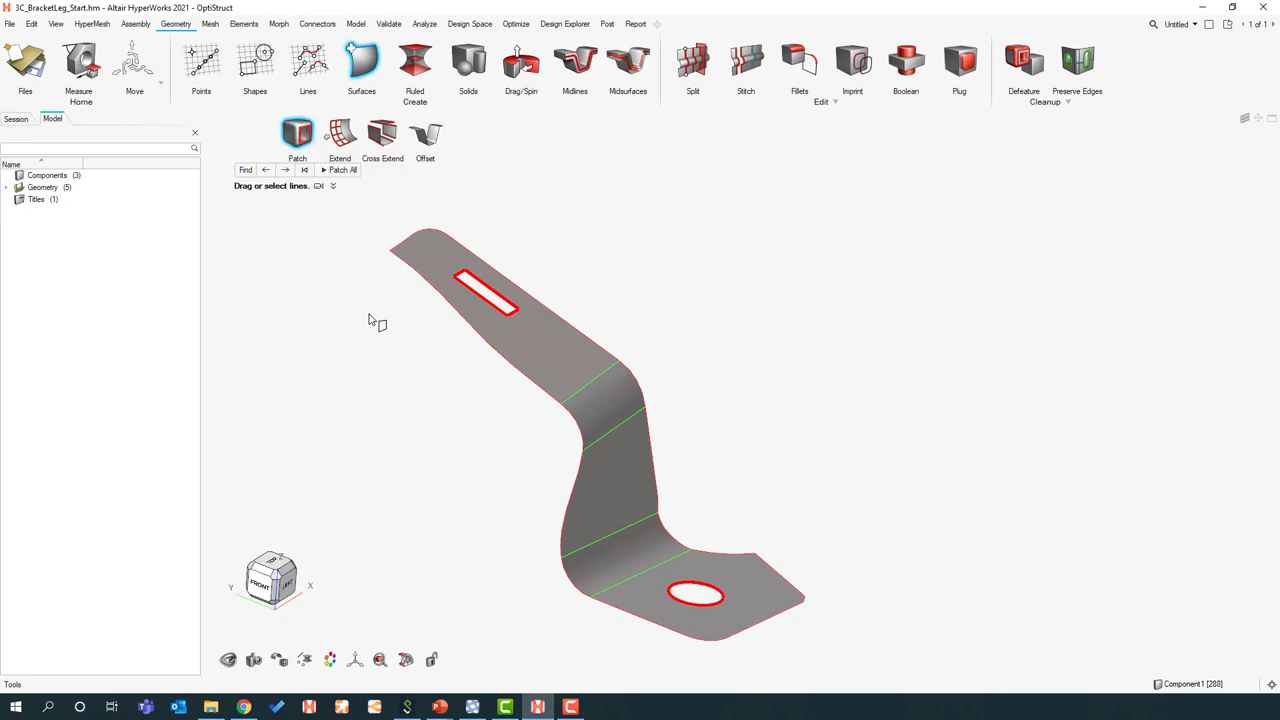 3C_BracketLeg_Start.hm - Altair HyperWorks 2021 - OptiStruct
File Edit View HyperMesh Assembly Geometry Mesh Elements Morph Connectors Model Validate Analyze Design Space Optimize Design Explorer Post Report Untitled 1 of 1
Files Measure Move Points Shapes Lines Surfaces Ruled Solids Drag/Spin Midlines Midsurfaces Split Stitch Fillets Imprint Boolean Plug Defeature Preserve Edges
Home Create Edit Cleanup
Session Model
Patch Extend Cross Extend Offset
Name
Find Patch All
Components (3)
Drag or select lines.
Geometry (5)
Titles (1)
TOP Z
FRONT LEFT
Y X
Tools Component1 [288]